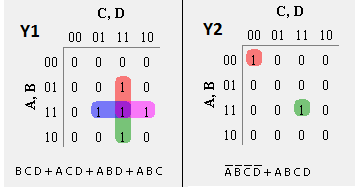 Y1
C, D
00 01 11 10
A, B
00 0 0 0 0
01 0 0 1 0
11 0 1 1 1
10 0 0 1 0
BCD+ACD+ABD+ABC
Y2
C, D
00 01 11 10
A, B
00 1 0 0 0
01 0 0 0 0
11 0 0 1 0
10 0 0 0 0
A̅B̅C̅D̅+ABCD